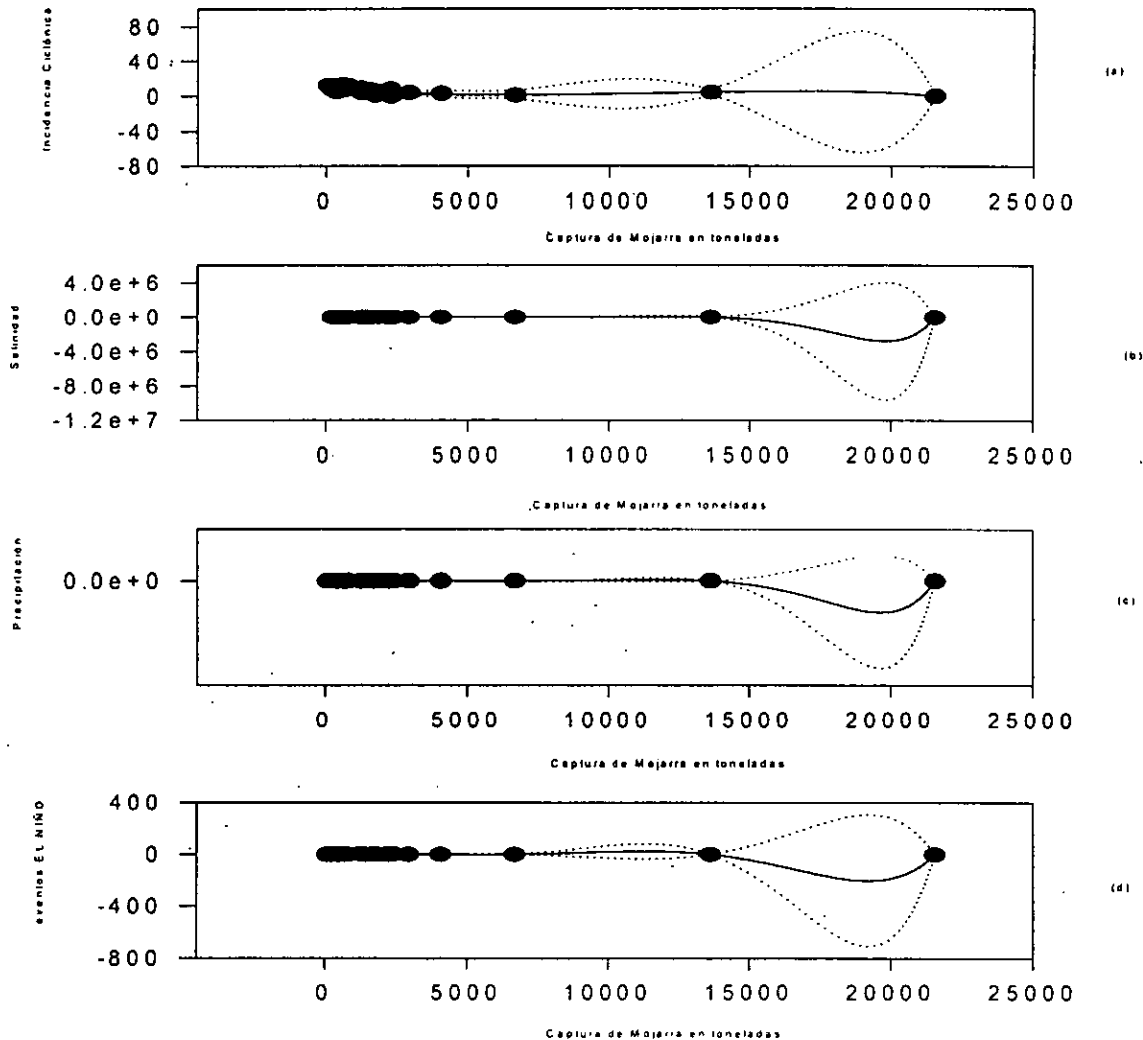 Incidencia Ciclónica
80
40
0
-40
-80
0 5000 10000 15000 20000 25000
Captura de Mojarra en toneladas
(a)
Salinidad
4.0e+6
0.0e+0
-4.0e+6
-8.0e+6
-1.2e+7
0 5000 10000 15000 20000 25000
Captura de Mojarra en toneladas
(b)
Precipitación
0.0e+0
0 5000 10000 15000 20000 25000
Captura de Mojarra en toneladas
(c)
eventos EL NIÑO
400
0
-400
-800
0 5000 10000 15000 20000 25000
Captura de Mojarra en toneladas
(d)